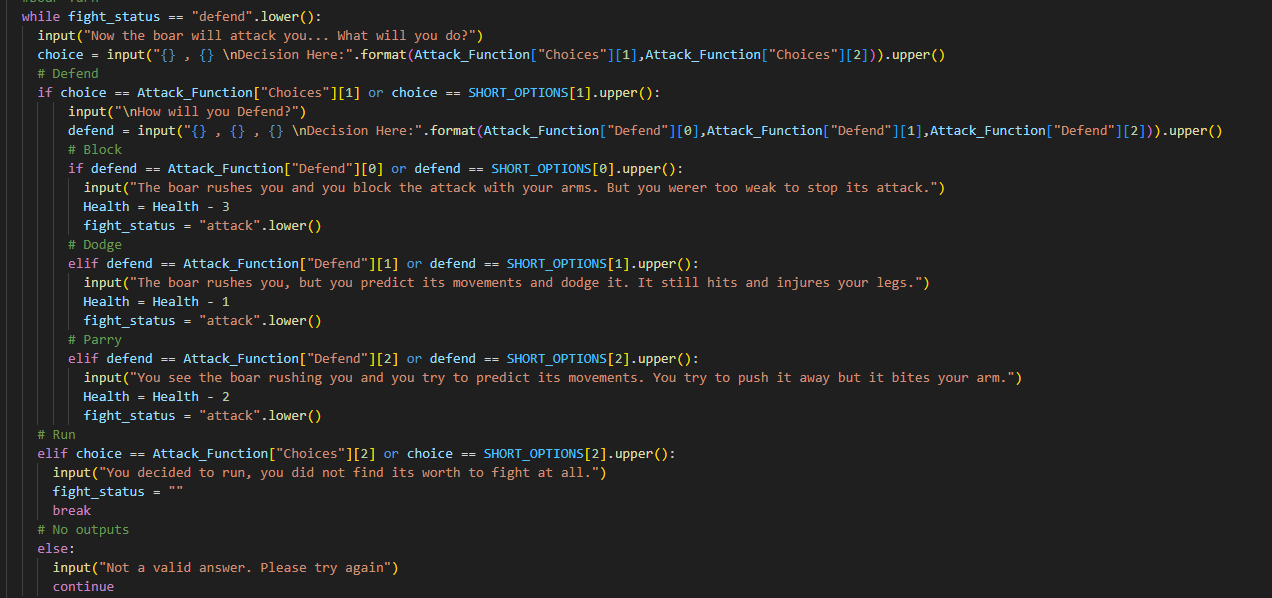 while fight_status == "defend".lower():
input("Now the boar will attack you... What will you do?")
choice = input("{} , {} \nDecision Here:".format(Attack_Function["Choices"][1],Attack_Function["Choices"][2])).upper()
# Defend
if choice == Attack_Function["Choices"][1] or choice == SHORT_OPTIONS[1].upper():
input("\nHow will you Defend?")
defend = input("{} , {} , {} \nDecision Here:".format(Attack_Function["Defend"][0],Attack_Function["Defend"][1],Attack_Function["Defend"][2])).upper()
# Block
if defend == Attack_Function["Defend"][0] or defend == SHORT_OPTIONS[0].upper():
input("The boar rushes you and you block the attack with your arms. But you werer too weak to stop its attack.")
Health = Health - 3
fight_status = "attack".lower()
# Dodge
elif defend == Attack_Function["Defend"][1] or defend == SHORT_OPTIONS[1].upper():
input("The boar rushes you, but you predict its movements and dodge it. It still hits and injures your legs.")
Health = Health - 1
fight_status = "attack".lower()
# Parry
elif defend == Attack_Function["Defend"][2] or defend == SHORT_OPTIONS[2].upper():
input("You see the boar rushing you and you try to predict its movements. You try to push it away but it bites your arm.")
Health = Health - 2
fight_status = "attack".lower()
# Run
elif choice == Attack_Function["Choices"][2] or choice == SHORT_OPTIONS[2].upper():
input("You decided to run, you did not find its worth to fight at all.")
fight_status = ""
break
# No outputs
else:
input("Not a valid answer. Please try again")
continue